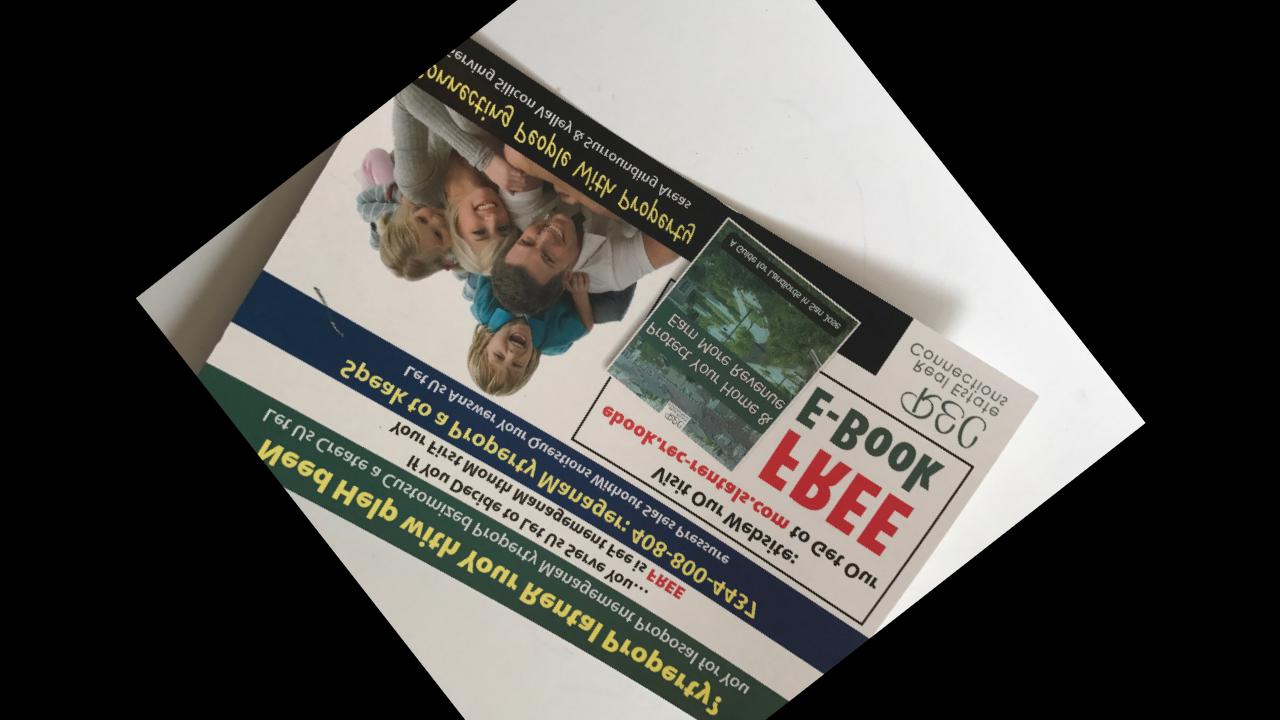 Need Help with Your Rental Property?
Let Us Create a Customized Property Management Proposal for You
If You Decide to Let Us Serve You...
Your First Month Management Fee is FREE
Speak to a Property Manager: 408-800-4437
Let Us Answer Your Questions Without Sales Pressure
Visit Our Website:
ebook.rec-rentals.com to Get Our
FREE
E-BOOK
REC
Protect Your Home &
Earn More Revenue
A Guide for Landlords in San Jose
REC
Real Estate
Connections
Connecting People With Property
Serving Silicon Valley & Surrounding Areas